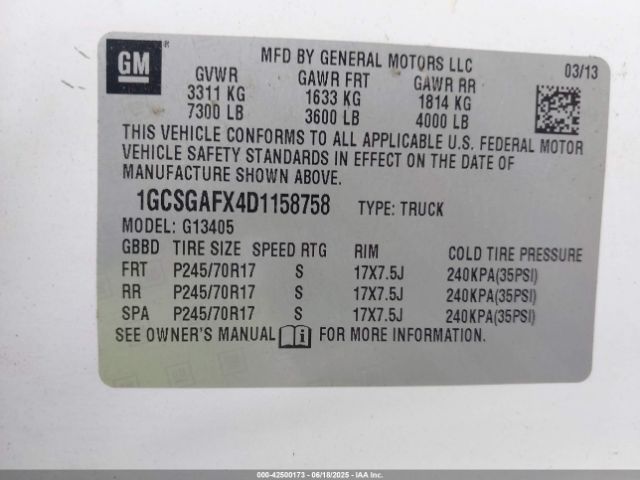 GM ®
MFD BY GENERAL MOTORS LLC
03/13
GVWR GAWR FRT GAWR RR
3311 KG 1633 KG 1814 KG
7300 LB 3600 LB 4000 LB
THIS VEHICLE CONFORMS TO ALL APPLICABLE U.S. FEDERAL MOTOR
VEHICLE SAFETY STANDARDS IN EFFECT ON THE DATE OF
MANUFACTURE SHOWN ABOVE.
1GCSGAFX4D1158758 TYPE: TRUCK
MODEL: G13405
GBBD TIRE SIZE SPEED RTG RIM COLD TIRE PRESSURE
FRT P245/70R17 S 17X7.5J 240KPA(35PSI)
RR P245/70R17 S 17X7.5J 240KPA(35PSI)
SPA P245/70R17 S 17X7.5J 240KPA(35PSI)
SEE OWNER'S MANUAL FOR MORE INFORMATION.
000-42500173 - 06/18/2025 - IAAI.COM